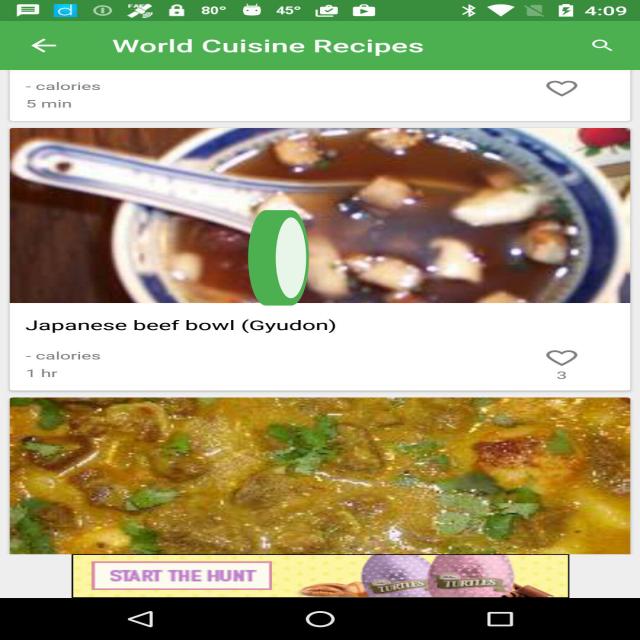 80° 45° 4:09
World Cuisine Recipes
- calories
5 min
Japanese beef bowl (Gyudon)
- calories
1 hr
3
START THE HUNT
TURTLES TURTLES